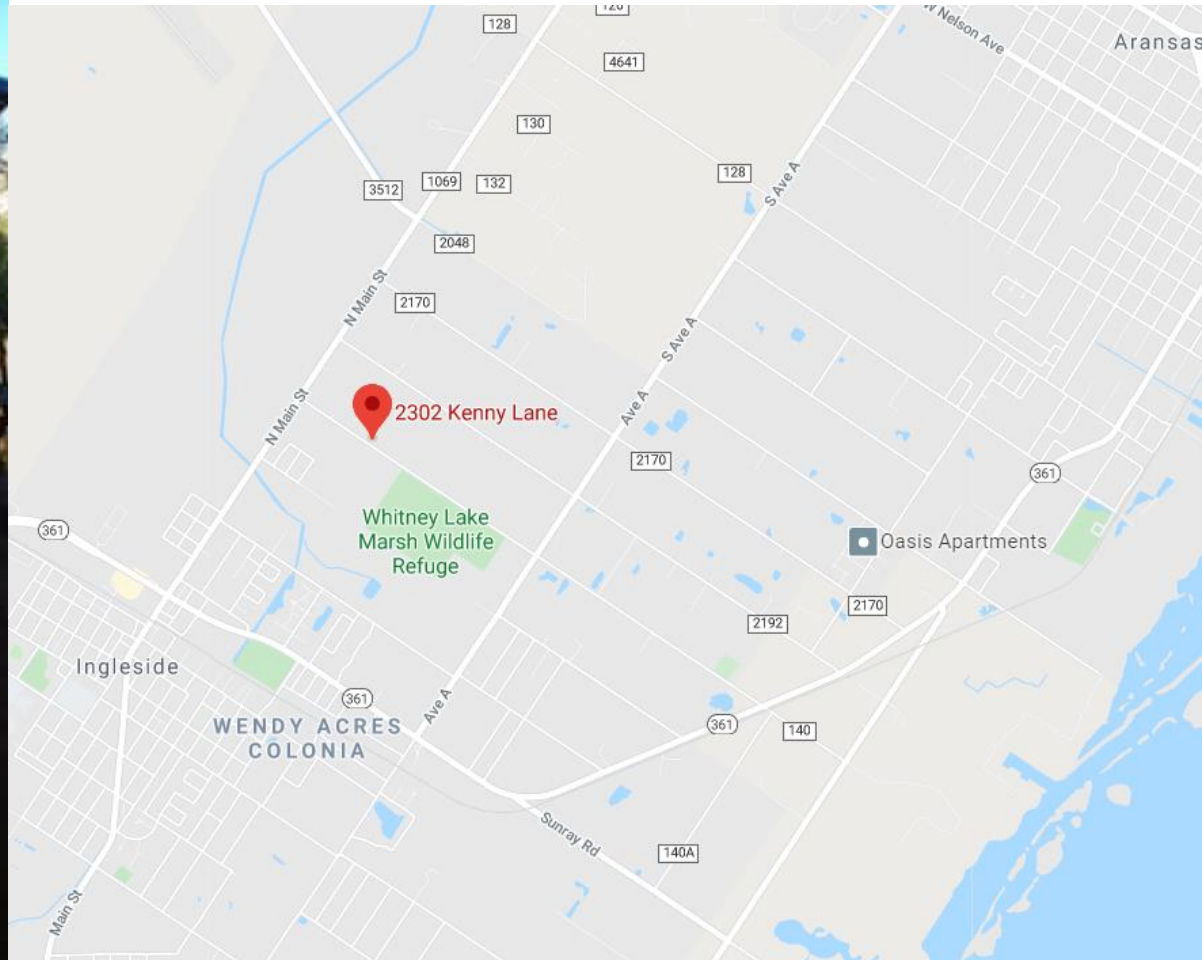 128
W Nelson Ave
Aransas
4641
130
128
3512
1069
132
S Ave A
2048
N Main St
2170
S Ave A
N Main St
2302 Kenny Lane
Ave A
2170
361
361
Whitney Lake
Marsh Wildlife
Refuge
Oasis Apartments
2170
2192
Ingleside
361
Ave A
WENDY ACRES
COLONIA
361
140
Sunray Rd
140A
Main St